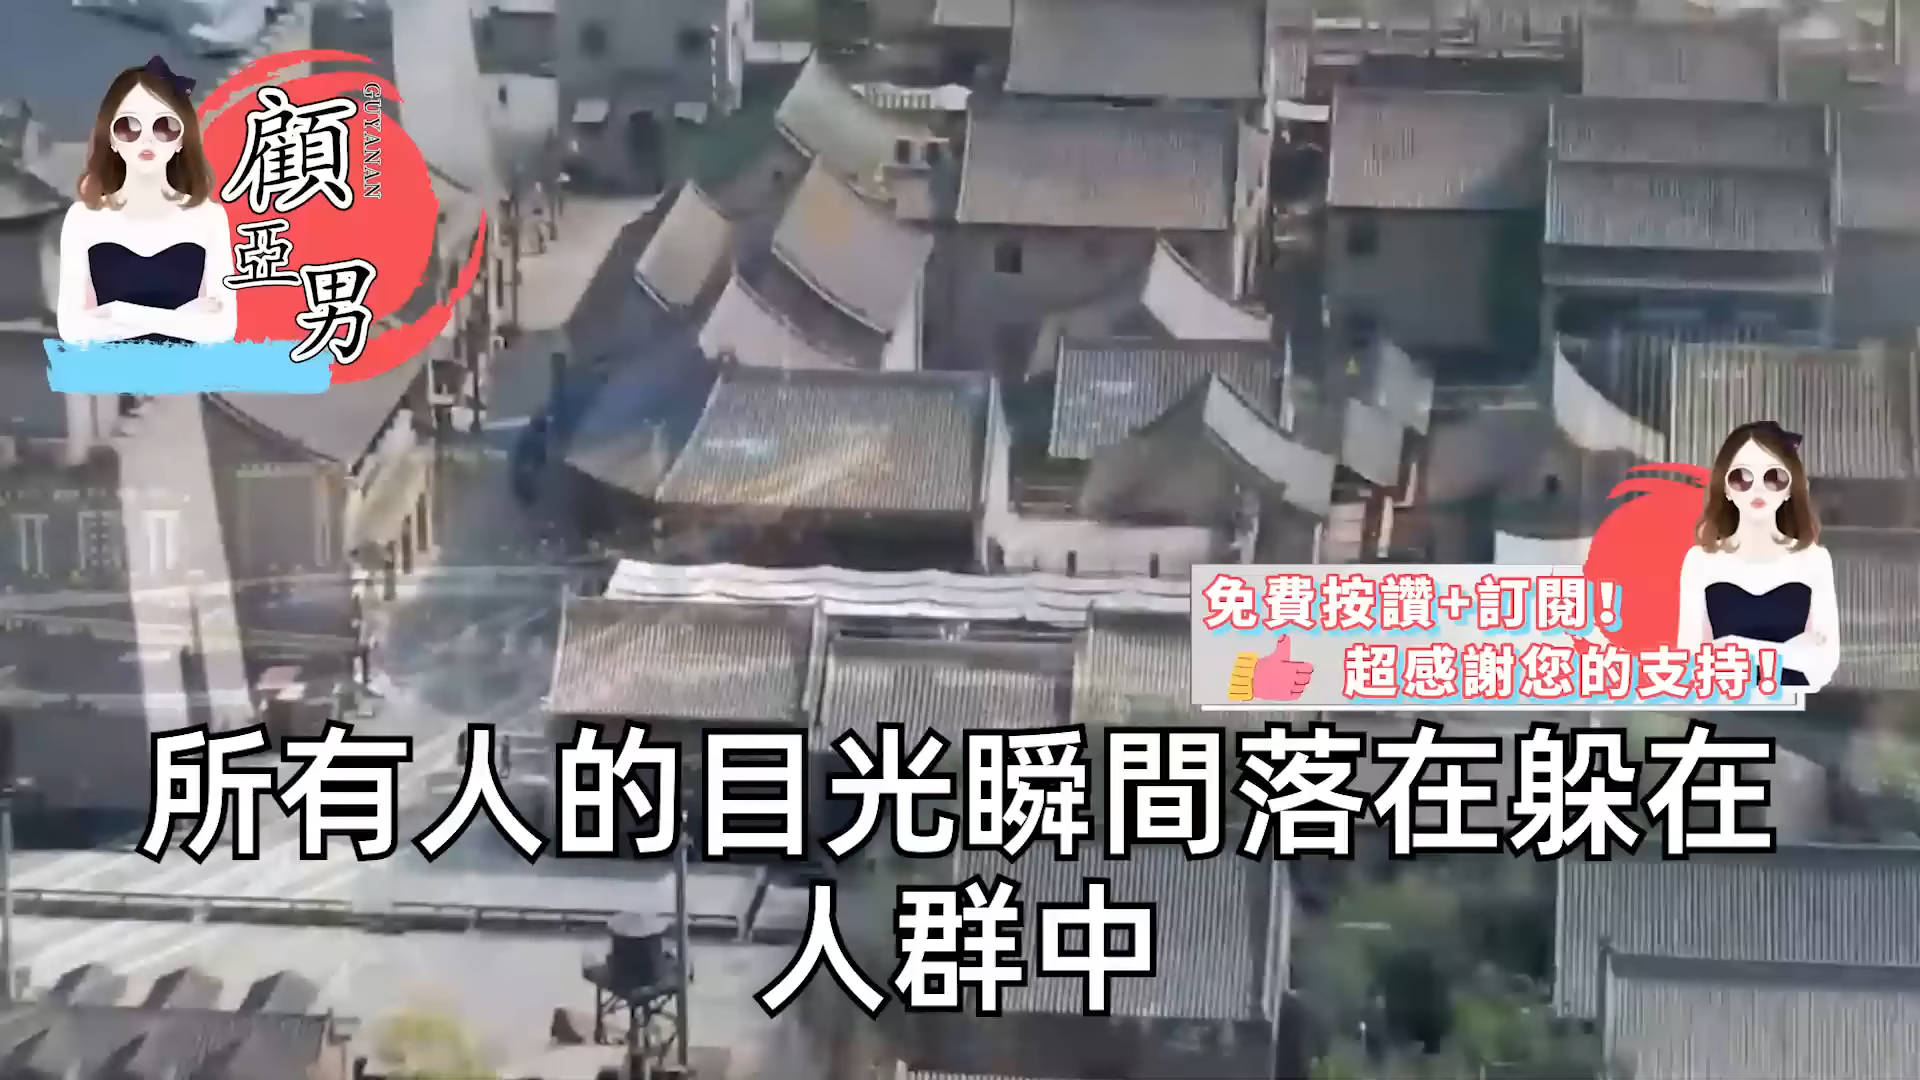 顧
亞
男
GUYANAN
免費按讚+訂閱!
超感謝您的支持!
所有人的目光瞬間落在躲在
人群中